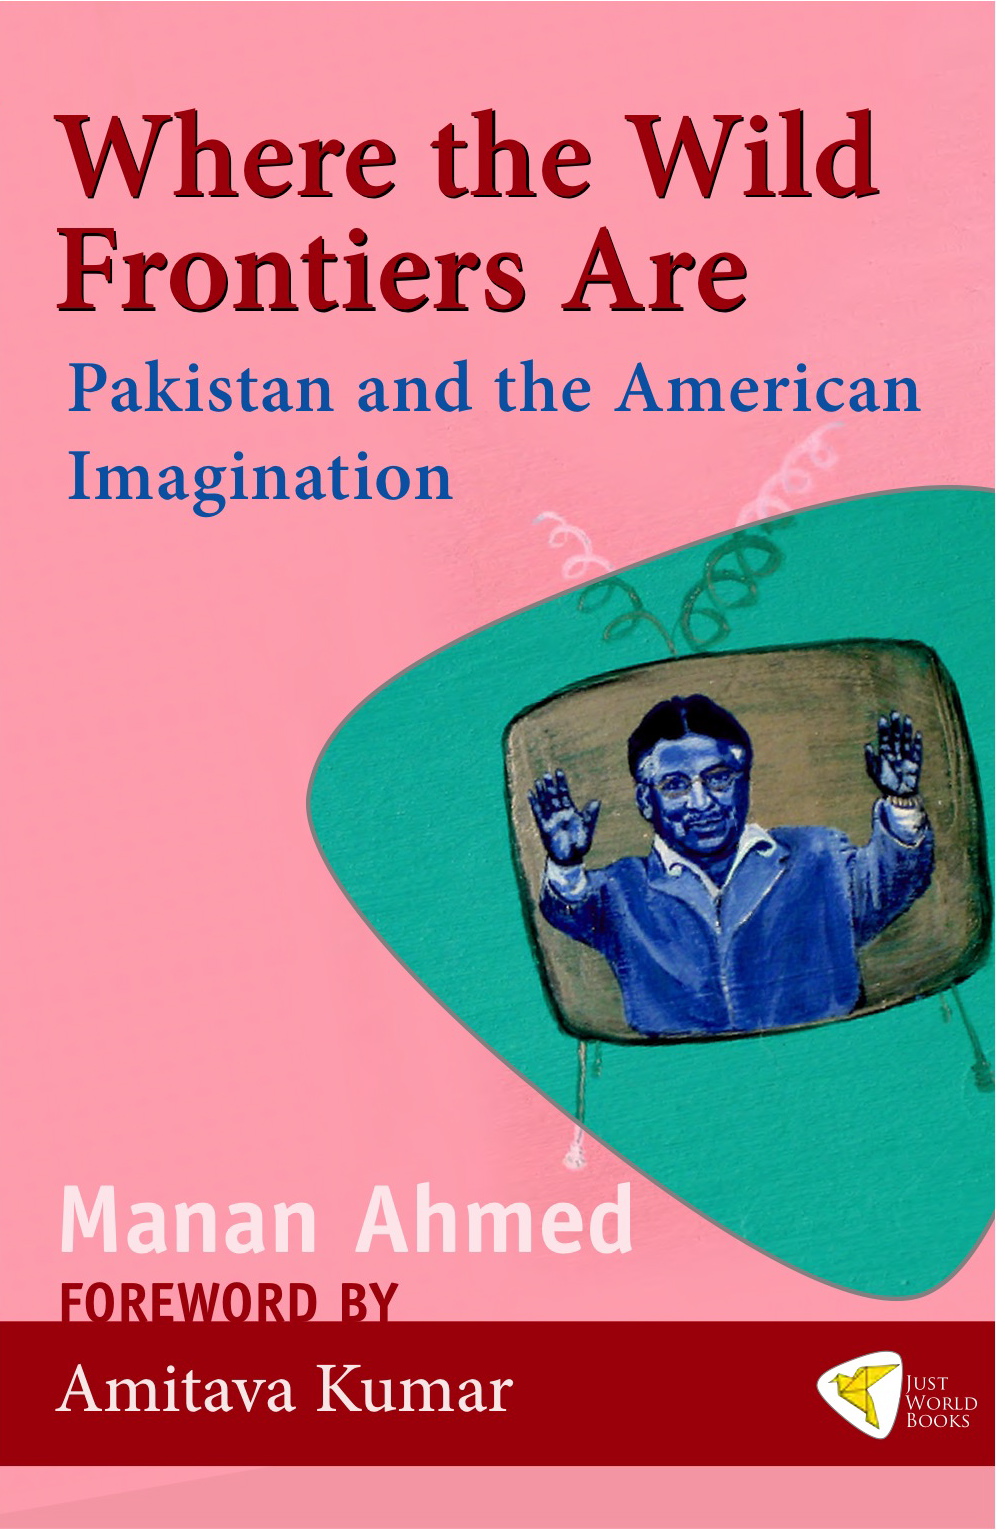 Where the Wild
Frontiers Are
Pakistan and the American
Imagination
Manan Ahmed
FOREWORD BY
Amitava Kumar
JUST
WORLD
BOOKS